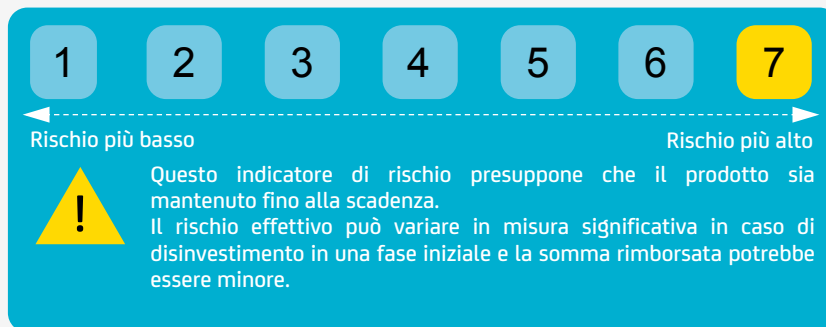 1 2 3 4 5 6 7
Rischio più basso Rischio più alto
Questo indicatore di rischio presuppone che il prodotto sia
mantenuto fino alla scadenza.
Il rischio effettivo può variare in misura significativa in caso di
disinvestimento in una fase iniziale e la somma rimborsata potrebbe
essere minore.
!